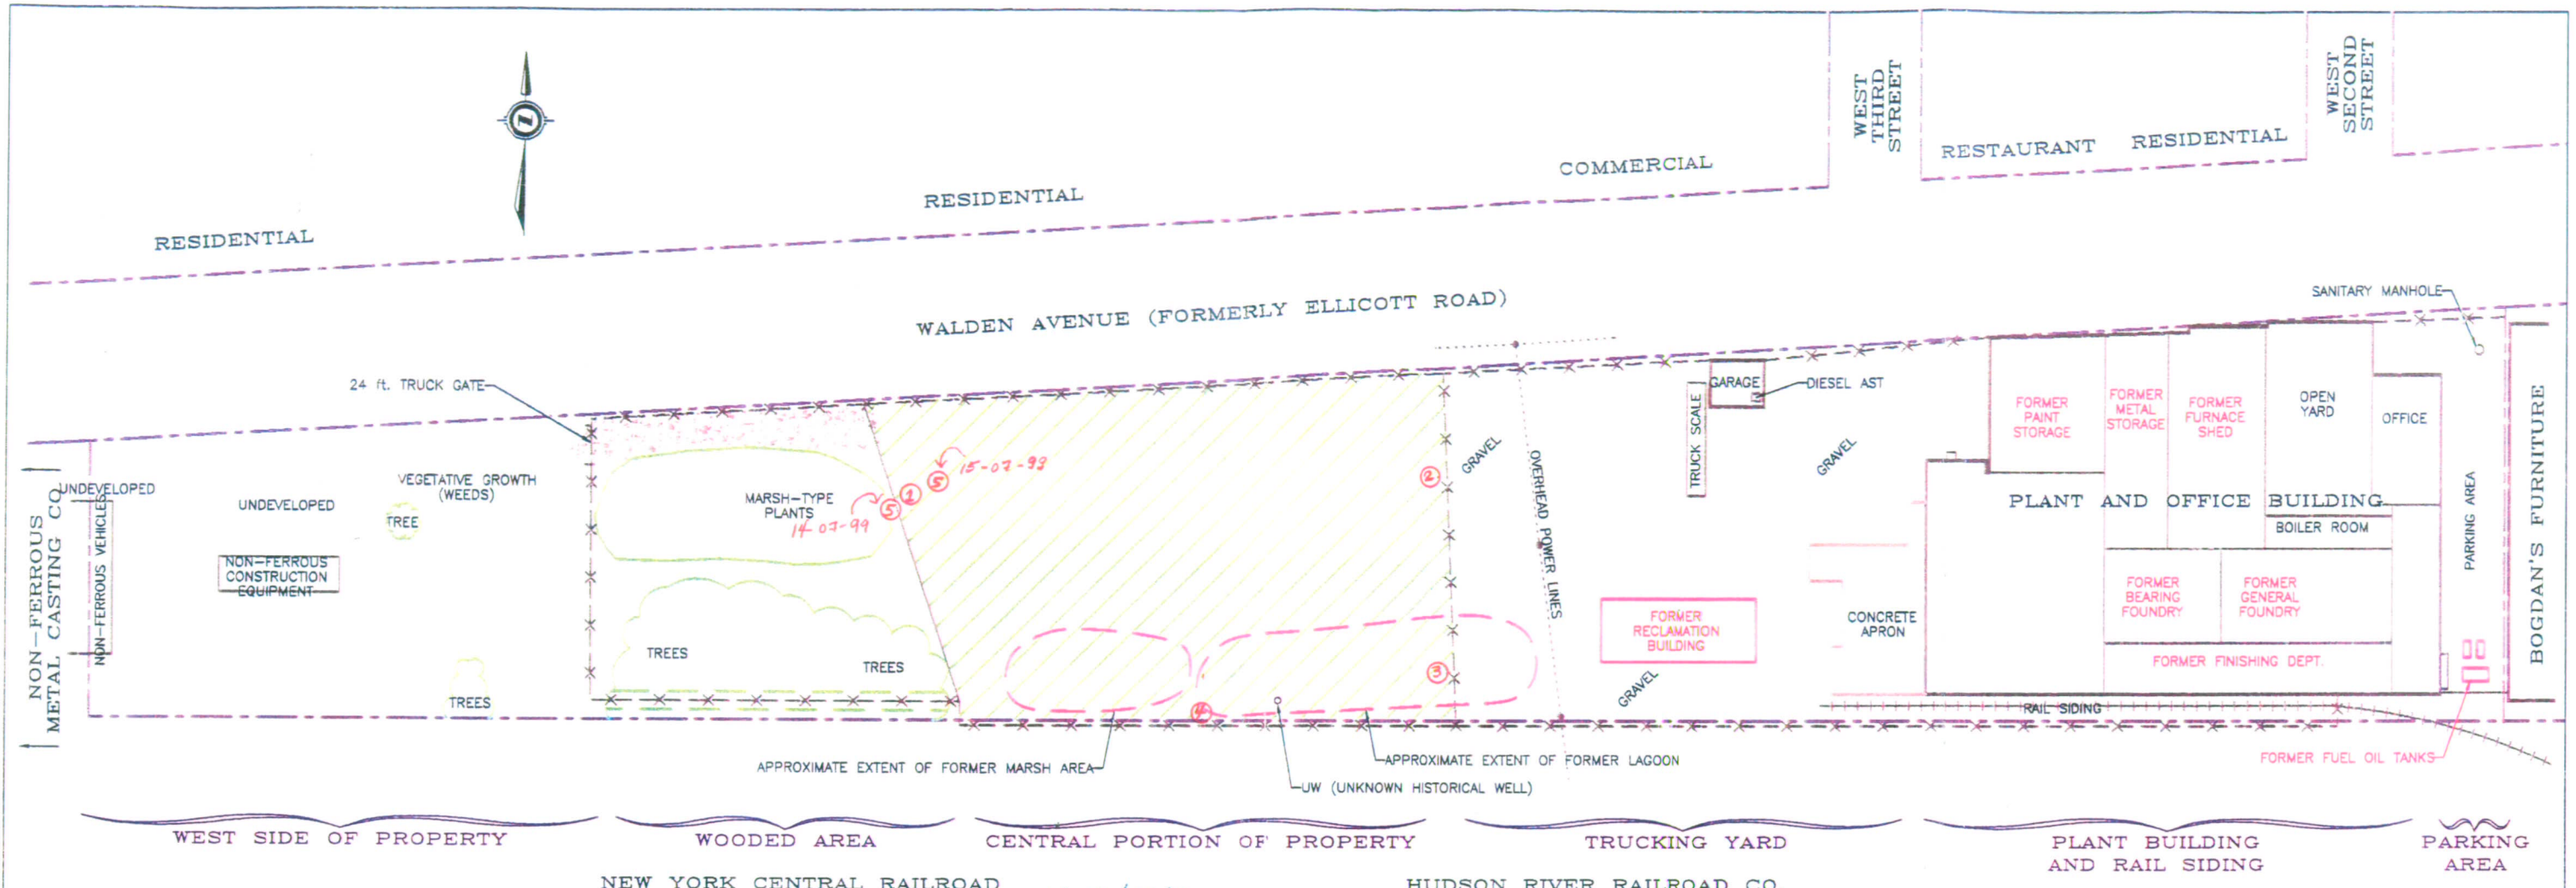 WEST
THIRD
STREET
WEST
SECOND
STREET
RESTAURANT RESIDENTIAL
COMMERCIAL
RESIDENTIAL
RESIDENTIAL
WALDEN AVENUE (FORMERLY ELLICOTT ROAD)
SANITARY MANHOLE
24 ft. TRUCK GATE
GARAGE
DIESEL AST
TRUCK SCALE
GRAVEL
GRAVEL
GRAVEL
OVERHEAD POWER LINES
FORMER
PAINT
STORAGE
FORMER
METAL
STORAGE
FORMER
FURNACE
SHED
OPEN
YARD
OFFICE
PLANT AND OFFICE BUILDING
BOILER ROOM
PARKING AREA
BOGDAN'S FURNITURE
NON-FERROUS
METAL CASTING CO.
UNDEVELOPED
NON-FERROUS VEHICLES
UNDEVELOPED
VEGETATIVE GROWTH
(WEEDS)
TREE
NON-FERROUS
CONSTRUCTION
EQUIPMENT
MARSH-TYPE
PLANTS
14-07-99
5
1
5
15-07-99
2
3
4
TREES
TREES
TREES
FORMER
RECLAMATION
BUILDING
CONCRETE
APRON
FORMER
BEARING
FOUNDRY
FORMER
GENERAL
FOUNDRY
FORMER FINISHING DEPT.
RAIL SIDING
FORMER FUEL OIL TANKS
APPROXIMATE EXTENT OF FORMER MARSH AREA
APPROXIMATE EXTENT OF FORMER LAGOON
UW (UNKNOWN HISTORICAL WELL)
WEST SIDE OF PROPERTY
WOODED AREA
CENTRAL PORTION OF PROPERTY
TRUCKING YARD
PLANT BUILDING
AND RAIL SIDING
PARKING
AREA
NEW YORK CENTRAL RAILROAD
HUDSON RIVER RAILROAD CO.